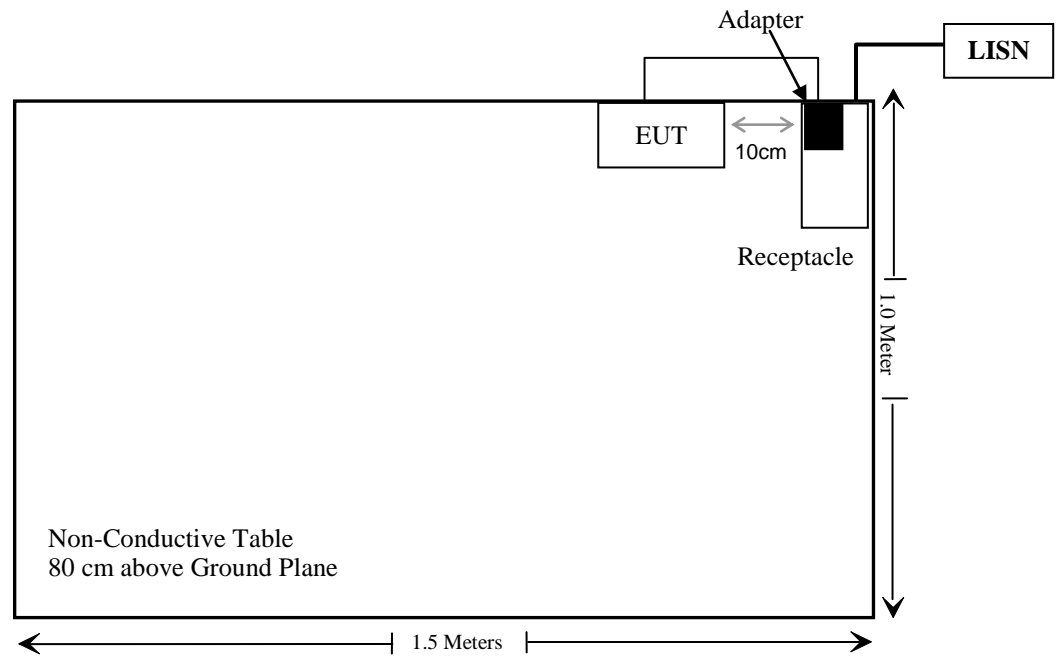 Adapter
LISN
EUT
10cm
Receptacle
1.0 Meter
Non-Conductive Table
80 cm above Ground Plane
1.5 Meters